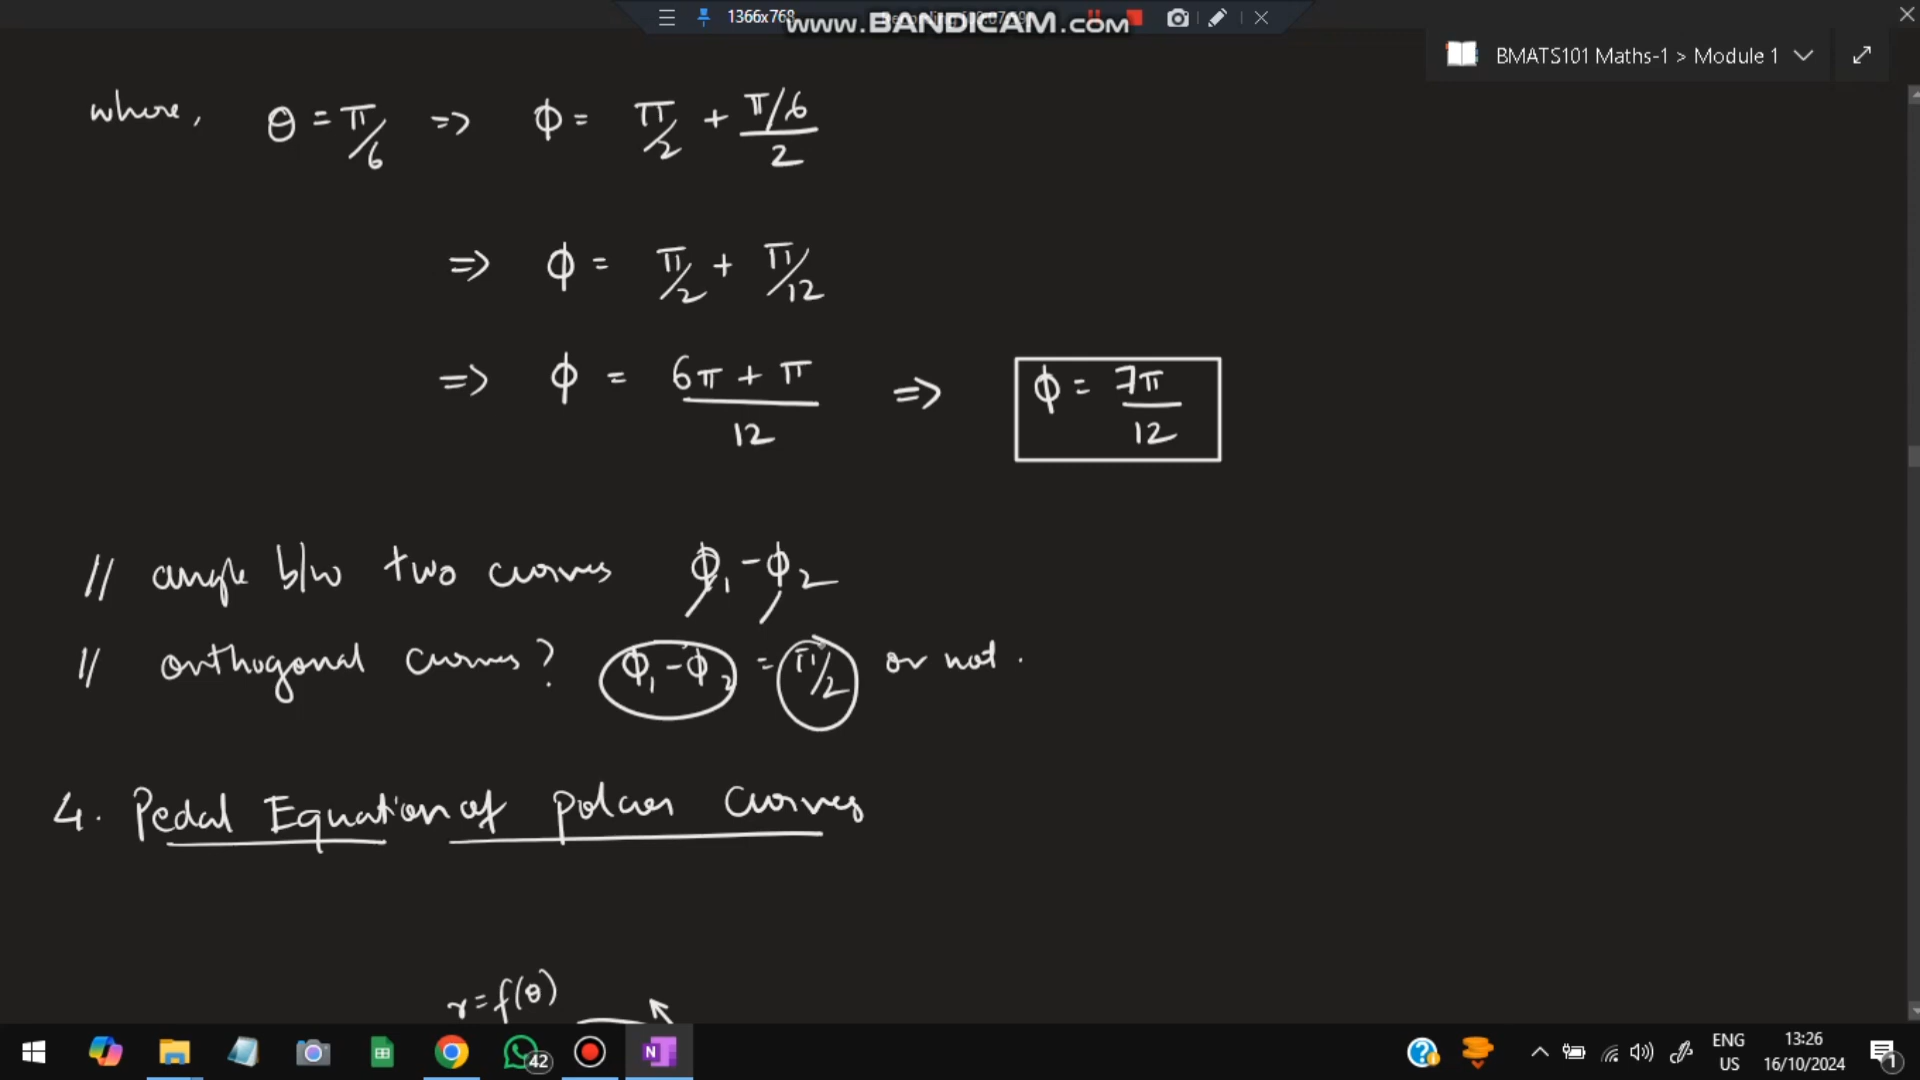 1366x768
www.BANDICAM.com
BMATS101 Maths-1 > Module 1
where, θ = π/6 => ϕ = π/2 + (π/6)/2
=> ϕ = π/2 + π/12
=> ϕ = (6π + π)/12 => ϕ = 7π/12
// angle b/w two curves ϕ₁ - ϕ₂
// orthogonal curves? ϕ₁ - ϕ₂ = π/2 or not.
4. Pedal Equation of polar Curves
r = f(θ)
42
N
ENG
US
13:26
16/10/2024
1